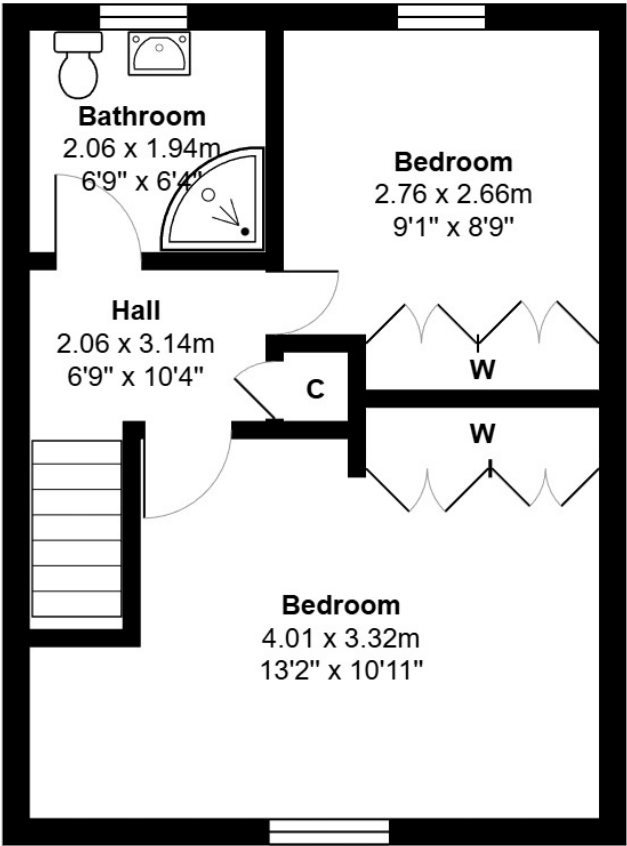 Bathroom
2.06 x 1.94m
6'9" x 6'4"
Bedroom
2.76 x 2.66m
9'1" x 8'9"
Hall
2.06 x 3.14m
6'9" x 10'4"
C
W
W
Bedroom
4.01 x 3.32m
13'2" x 10'11"